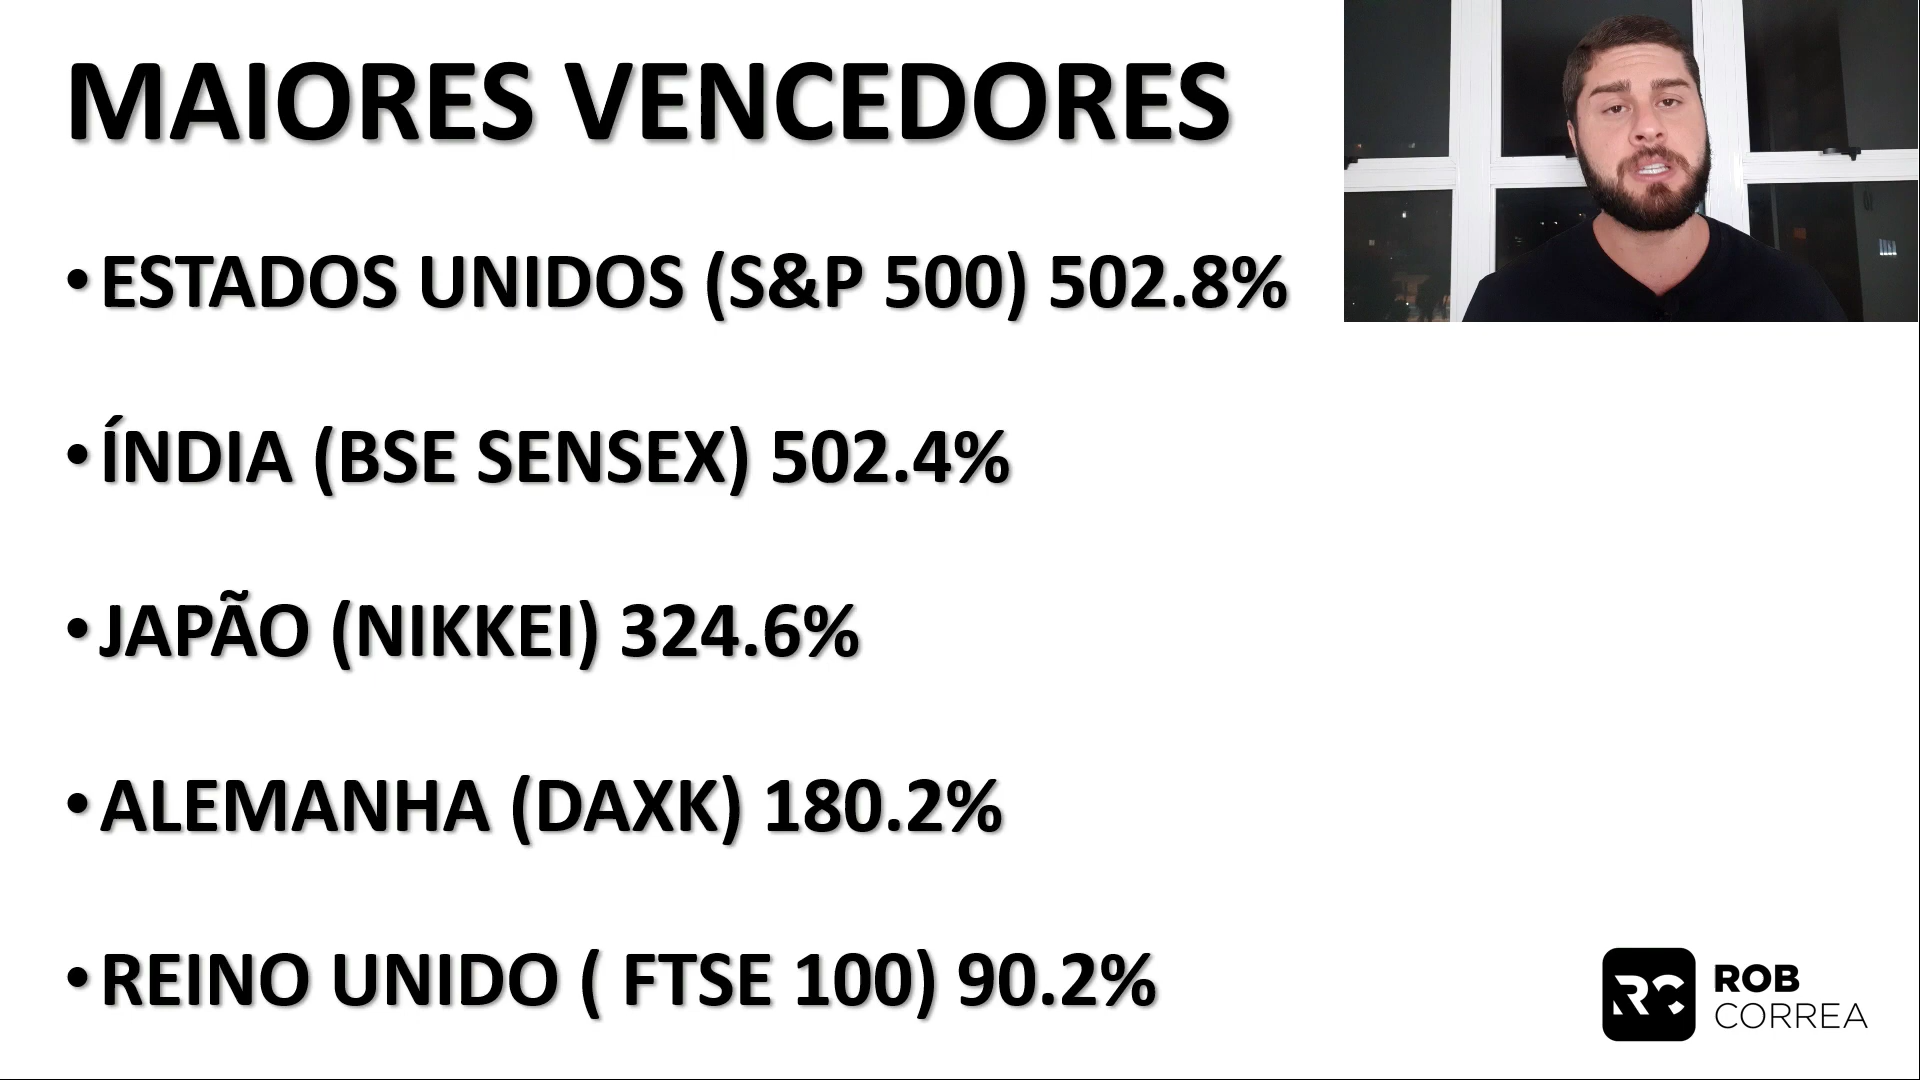 MAIORES VENCEDORES
• ESTADOS UNIDOS (S&P 500) 502.8%
• ÍNDIA (BSE SENSEX) 502.4%
• JAPÃO (NIKKEI) 324.6%
• ALEMANHA (DAXK) 180.2%
• REINO UNIDO ( FTSE 100) 90.2%
RC
ROB
CORREA